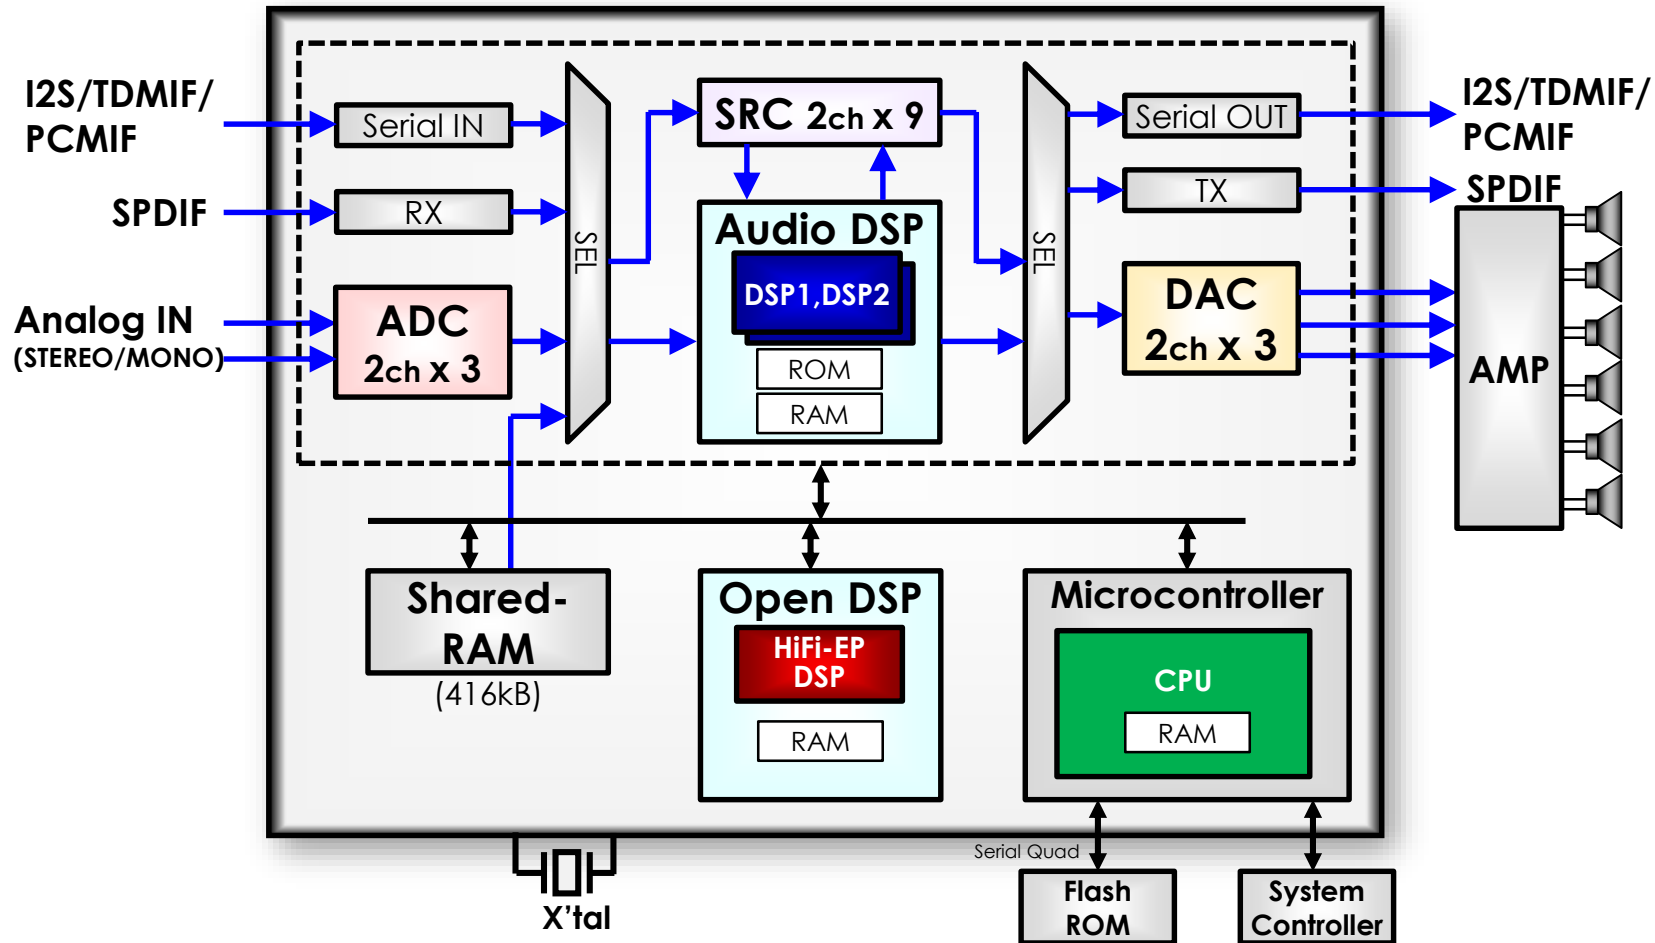 I2S/TDMIF/
PCMIF
SPDIF
Analog IN
(STEREO/MONO)
Serial IN
RX
ADC
2ch x 3
SEL
SRC 2ch x 9
Audio DSP
DSP1,DSP2
ROM
RAM
SEL
Serial OUT
TX
DAC
2ch x 3
I2S/TDMIF/
PCMIF
SPDIF
AMP
Shared-
RAM
(416kB)
Open DSP
HiFi-EP
DSP
RAM
Microcontroller
CPU
RAM
X'tal
Serial Quad
Flash
ROM
System
Controller